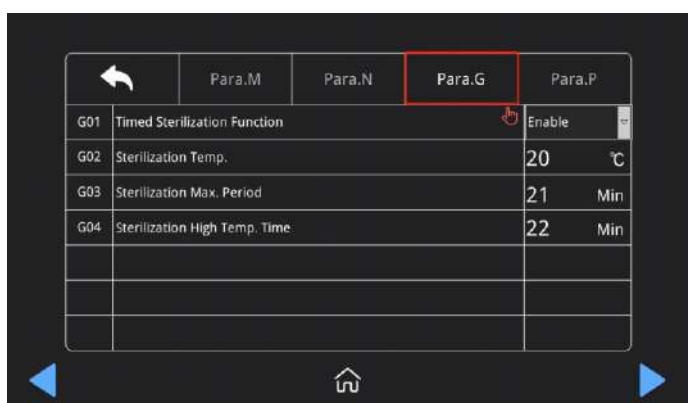 Para.M Para.N Para.G Para.P
G01 Timed Sterilization Function Enable
G02 Sterilization Temp. 20 ℃
G03 Sterilization Max. Period 21 Min
G04 Sterilization High Temp. Time 22 Min